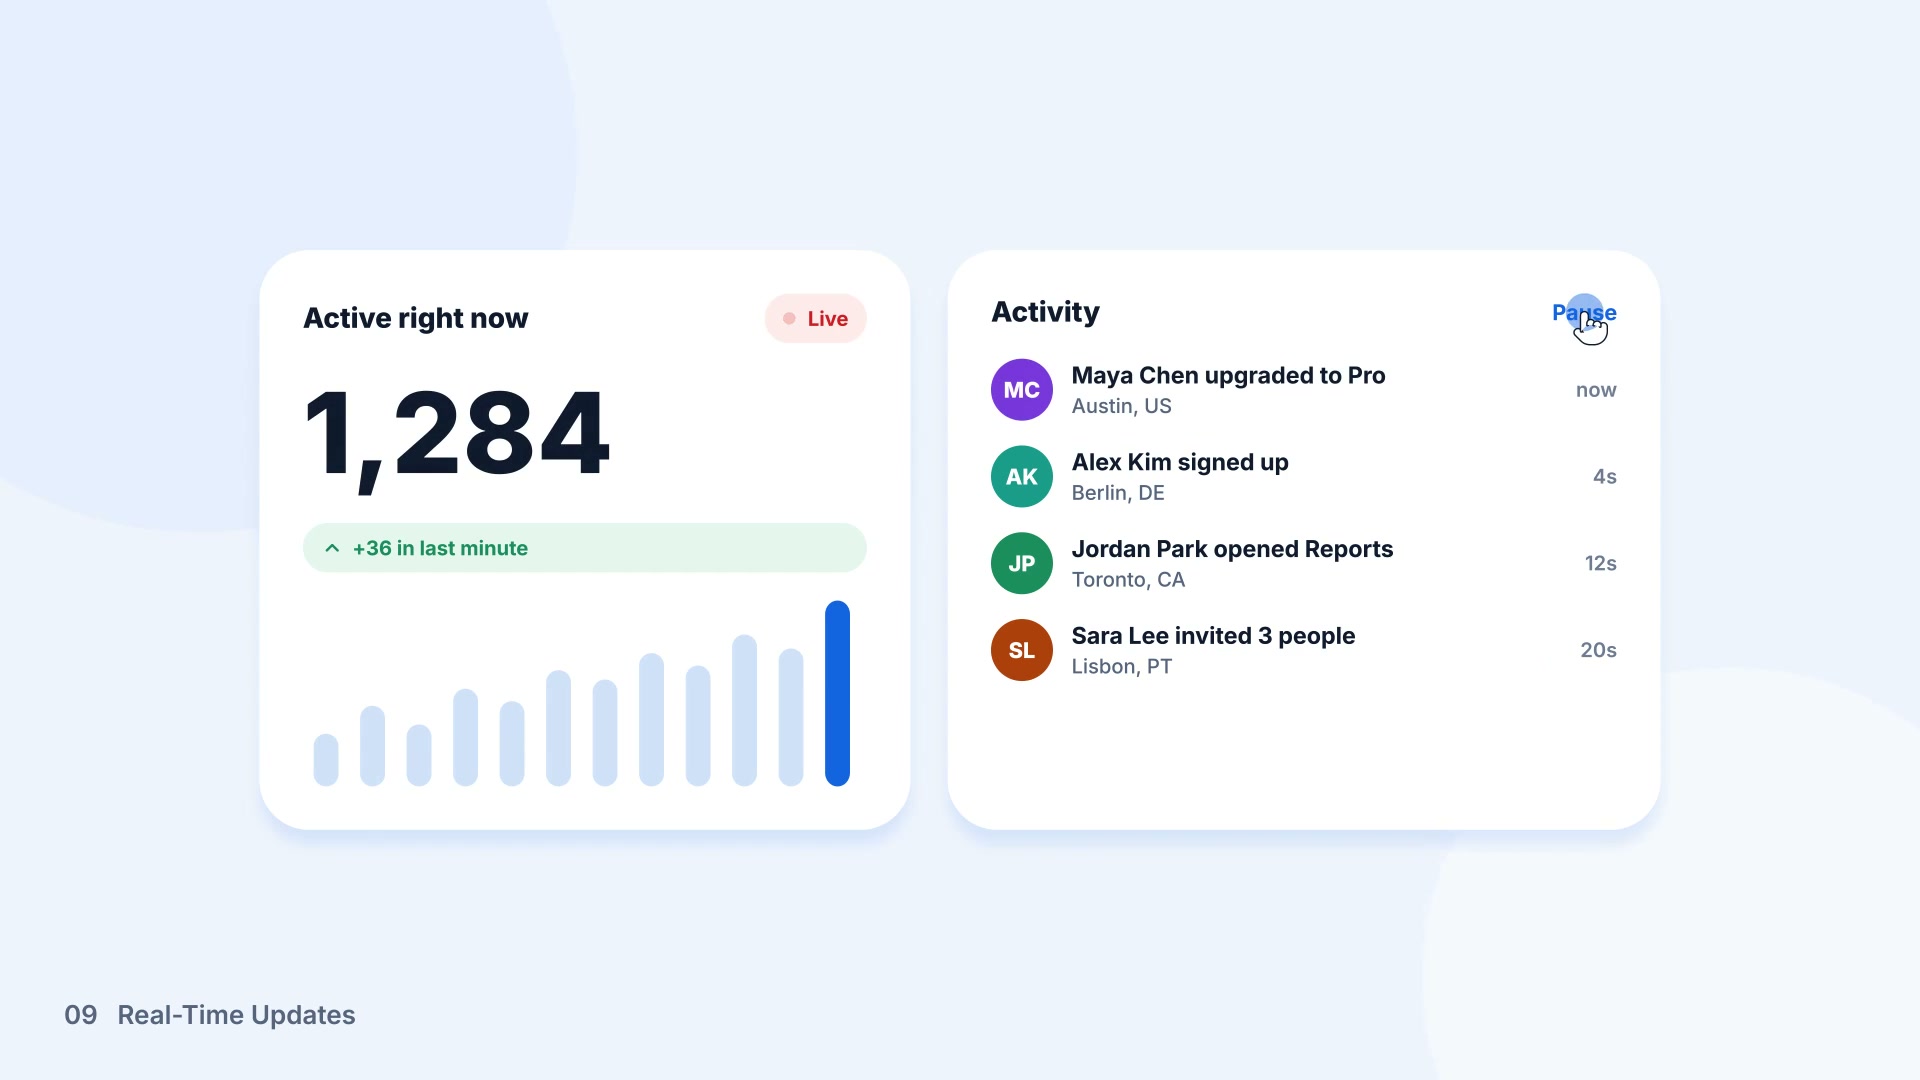 Active right now
Live
1,284
+36 in last minute
Activity
Pause
MC
Maya Chen upgraded to Pro
Austin, US
now
AK
Alex Kim signed up
Berlin, DE
4s
JP
Jordan Park opened Reports
Toronto, CA
12s
SL
Sara Lee invited 3 people
Lisbon, PT
20s
09 Real-Time Updates